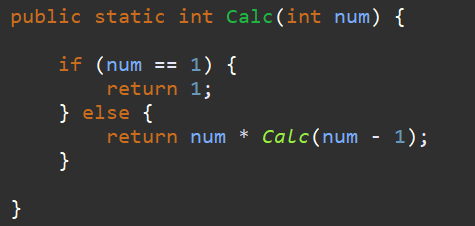 public static int Calc(int num) {
if (num == 1) {
return 1;
} else {
return num * Calc(num - 1);
}
}